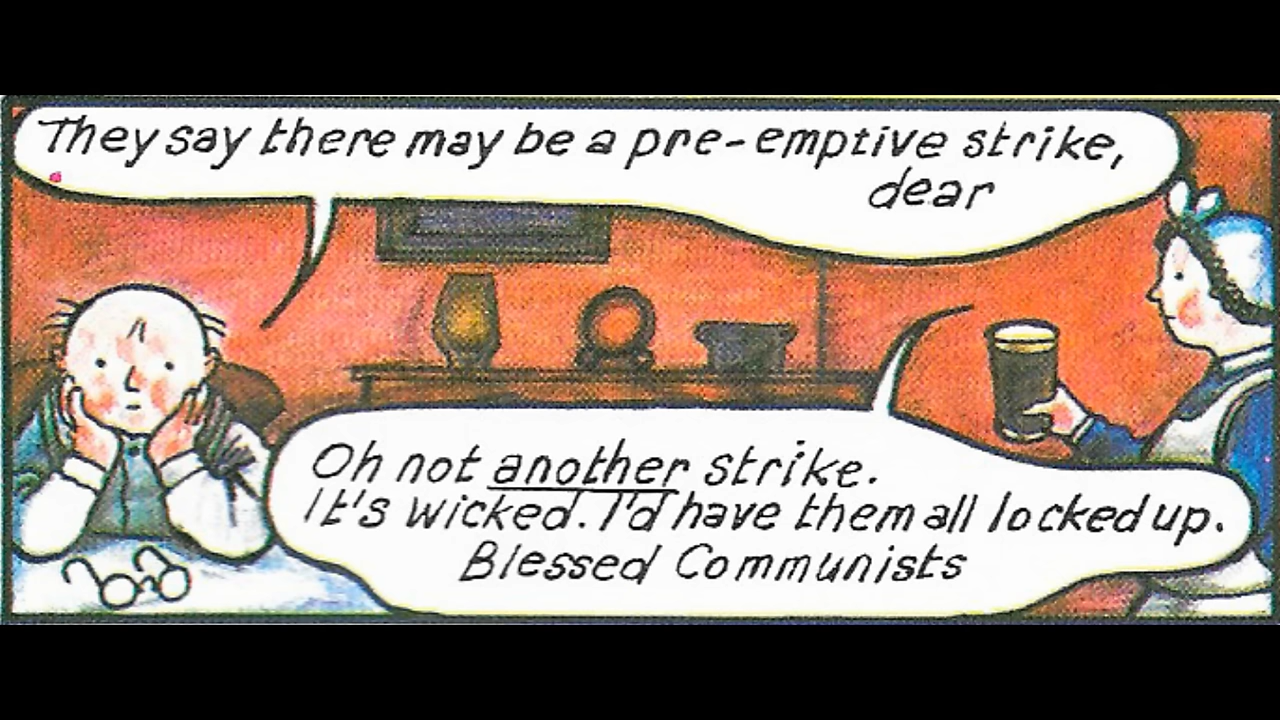 They say there may be a pre-emptive strike,
dear
Oh not another strike.
It's wicked. I'd have them all locked up.
Blessed Communists